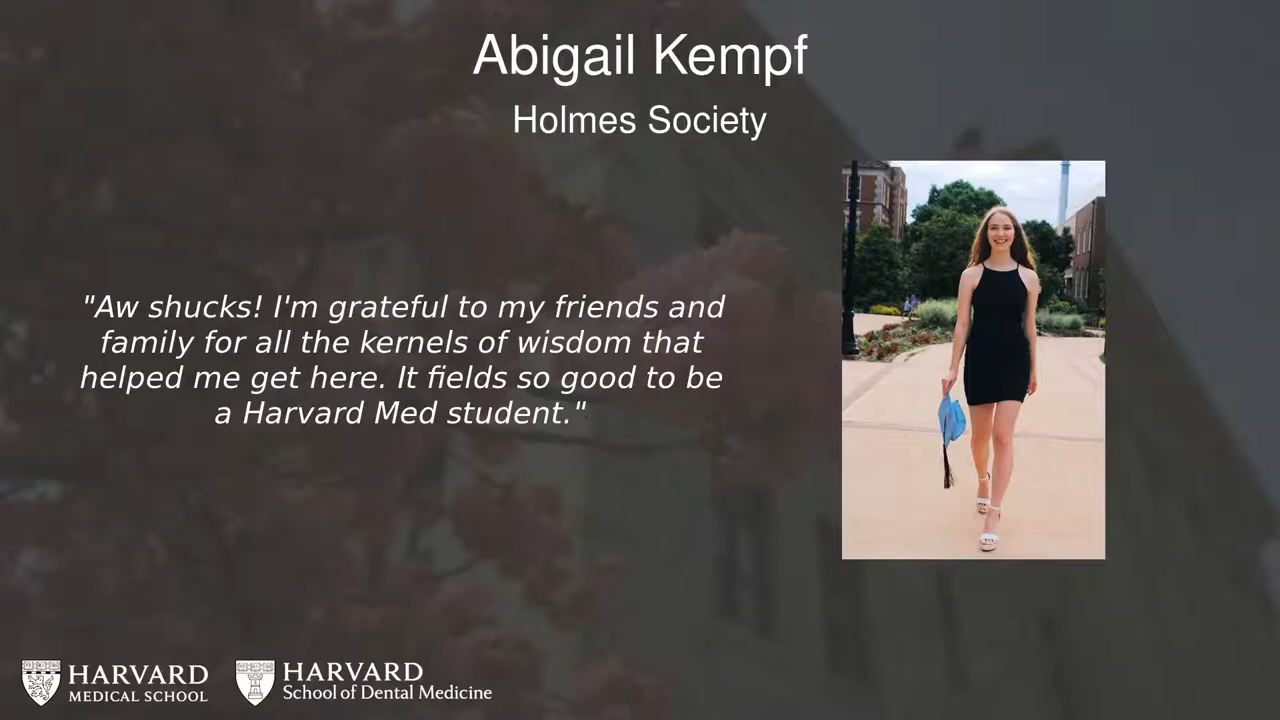 Abigail Kempf
Holmes Society
"Aw shucks! I'm grateful to my friends and
family for all the kernels of wisdom that
helped me get here. It fields so good to be
a Harvard Med student."
HARVARD
MEDICAL SCHOOL
HARVARD
School of Dental Medicine